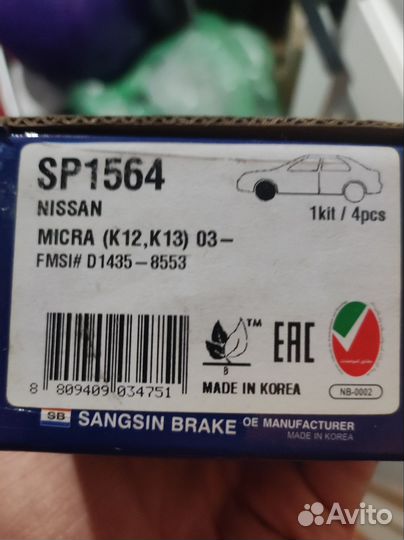 SP1564
NISSAN
1kit / 4pcs
MICRA (K12,K13) 03-
FMSI# D1435-8553
TM
B
EAC
8 809409 034751
MADE IN KOREA
NB-0002
SB SANGSIN BRAKE OE MANUFACTURER
MADE IN KOREA
Avito